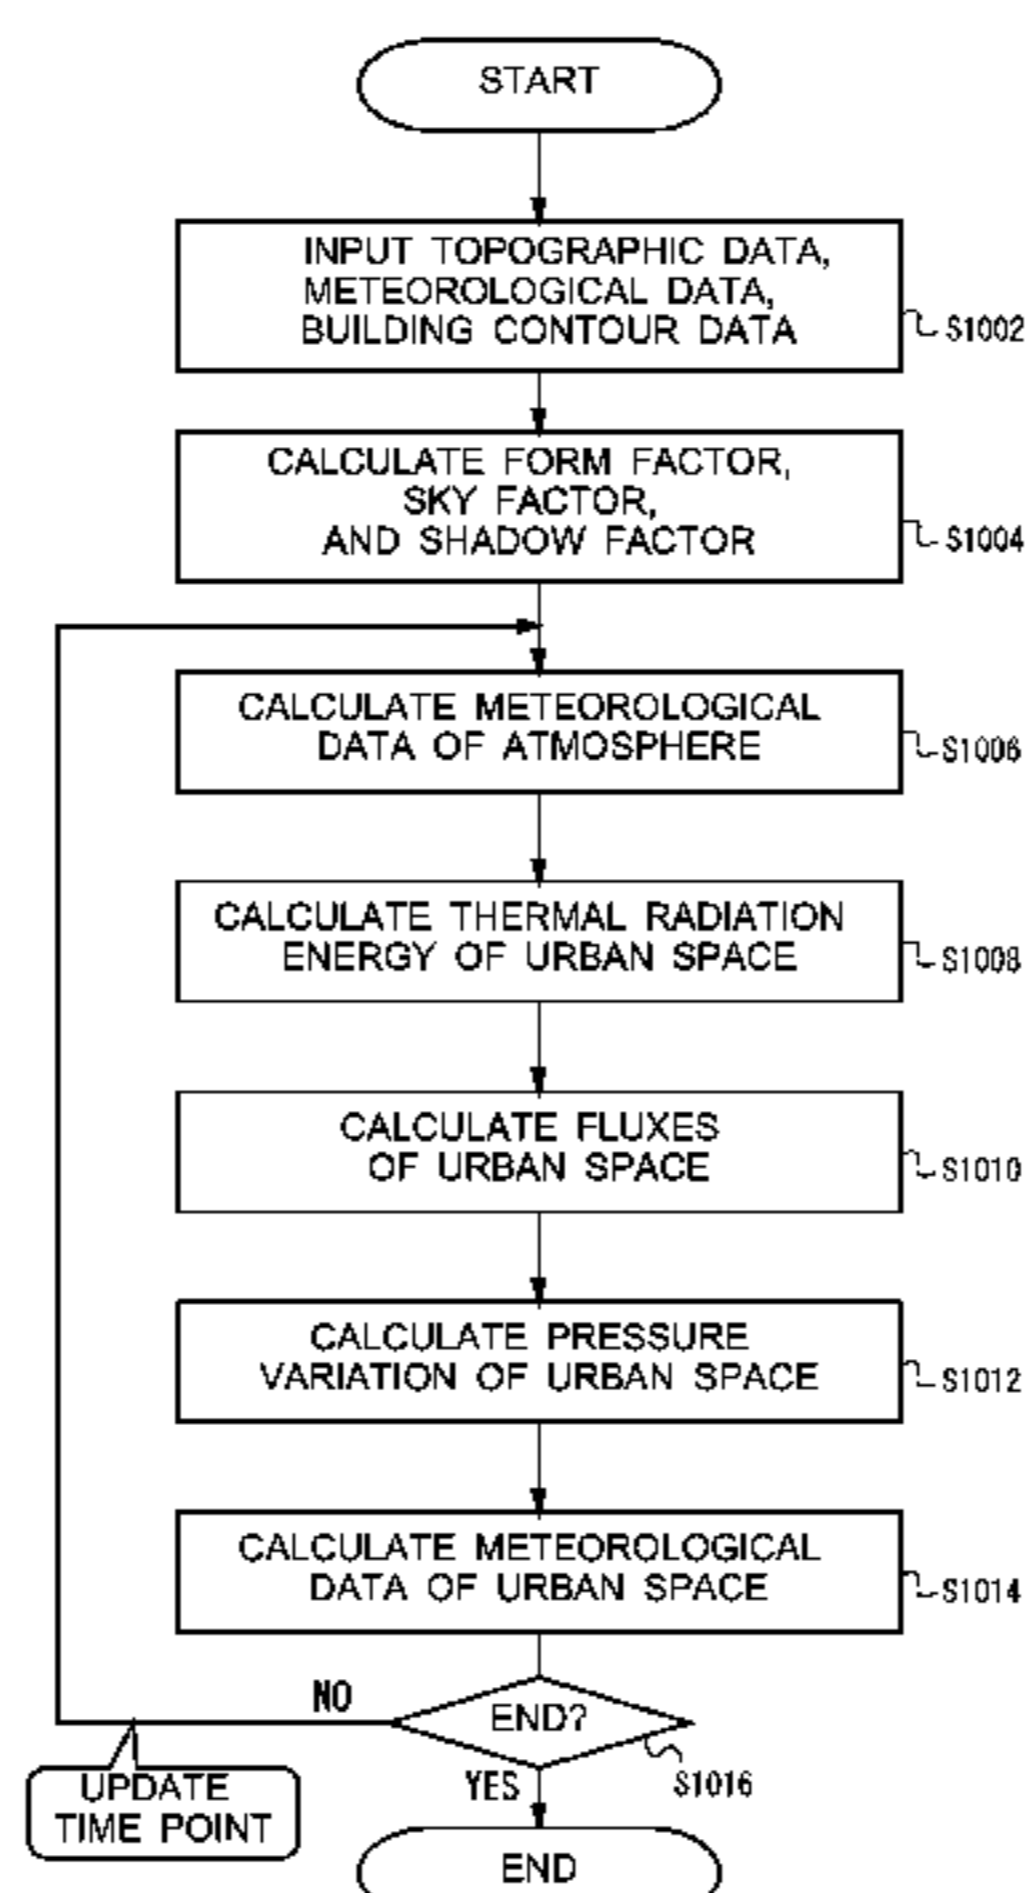 START
INPUT TOPOGRAPHIC DATA,
METEOROLOGICAL DATA,
BUILDING CONTOUR DATA
S1002
CALCULATE FORM FACTOR,
SKY FACTOR,
AND SHADOW FACTOR
S1004
CALCULATE METEOROLOGICAL
DATA OF ATMOSPHERE
S1006
CALCULATE THERMAL RADIATION
ENERGY OF URBAN SPACE
S1008
CALCULATE FLUXES
OF URBAN SPACE
S1010
CALCULATE PRESSURE
VARIATION OF URBAN SPACE
S1012
CALCULATE METEOROLOGICAL
DATA OF URBAN SPACE
S1014
NO
END?
S1016
YES
UPDATE
TIME POINT
END